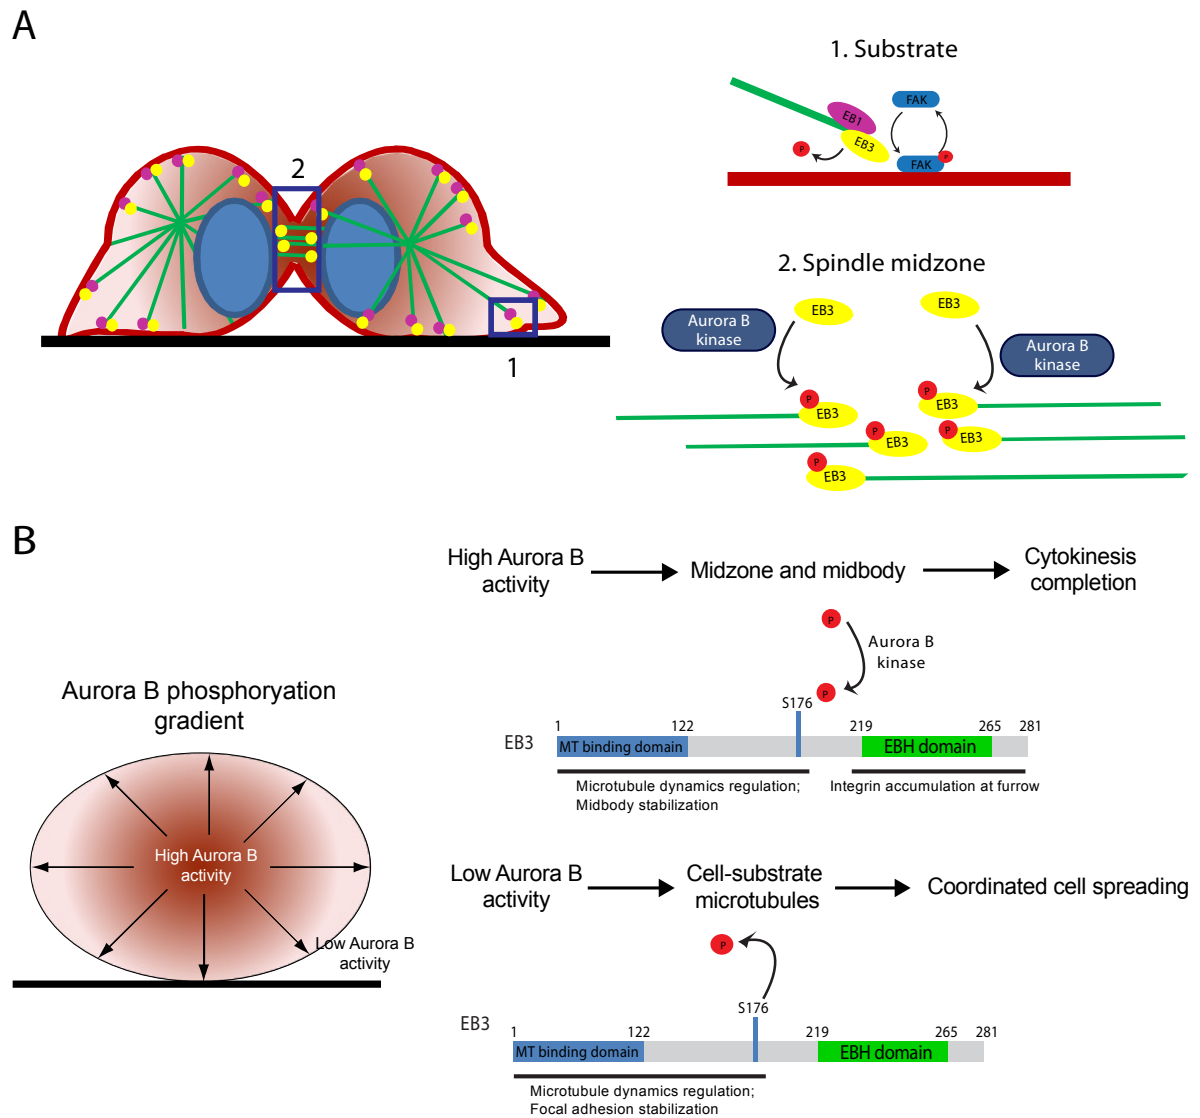 A
2
1
1. Substrate
EB1
EB3
P
FAK
FAK
P
2. Spindle midzone
Aurora B
kinase
EB3
EB3
Aurora B
kinase
P
EB3
P
EB3
P
EB3
P
EB3
P
EB3
B
Aurora B phosphoryation
gradient
High Aurora B
activity
Low Aurora B
activity
High Aurora B
activity
Midzone and midbody
Cytokinesis
completion
P
Aurora B
kinase
P
S176
1
122
219
265
281
EB3
MT binding domain
EBH domain
Microtubule dynamics regulation;
Midbody stabilization
Integrin accumulation at furrow
Low Aurora B
activity
Cell-substrate
microtubules
Coordinated cell spreading
P
S176
EB3
1
122
219
265
281
MT binding domain
EBH domain
Microtubule dynamics regulation;
Focal adhesion stabilization